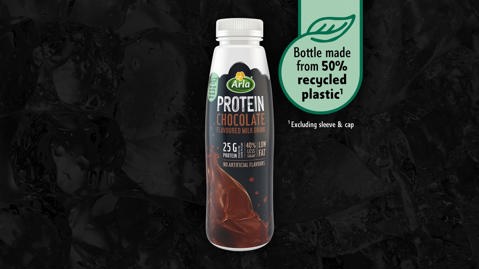 Bottle made
from 50%
recycled
plastic¹
¹Excluding sleeve & cap
Arla
PROTEIN
CHOCOLATE
FLAVOURED MILK DRINK
25G PROTEIN
40% LESS SUGAR
LOW FAT
NO ARTIFICIAL FLAVOURS